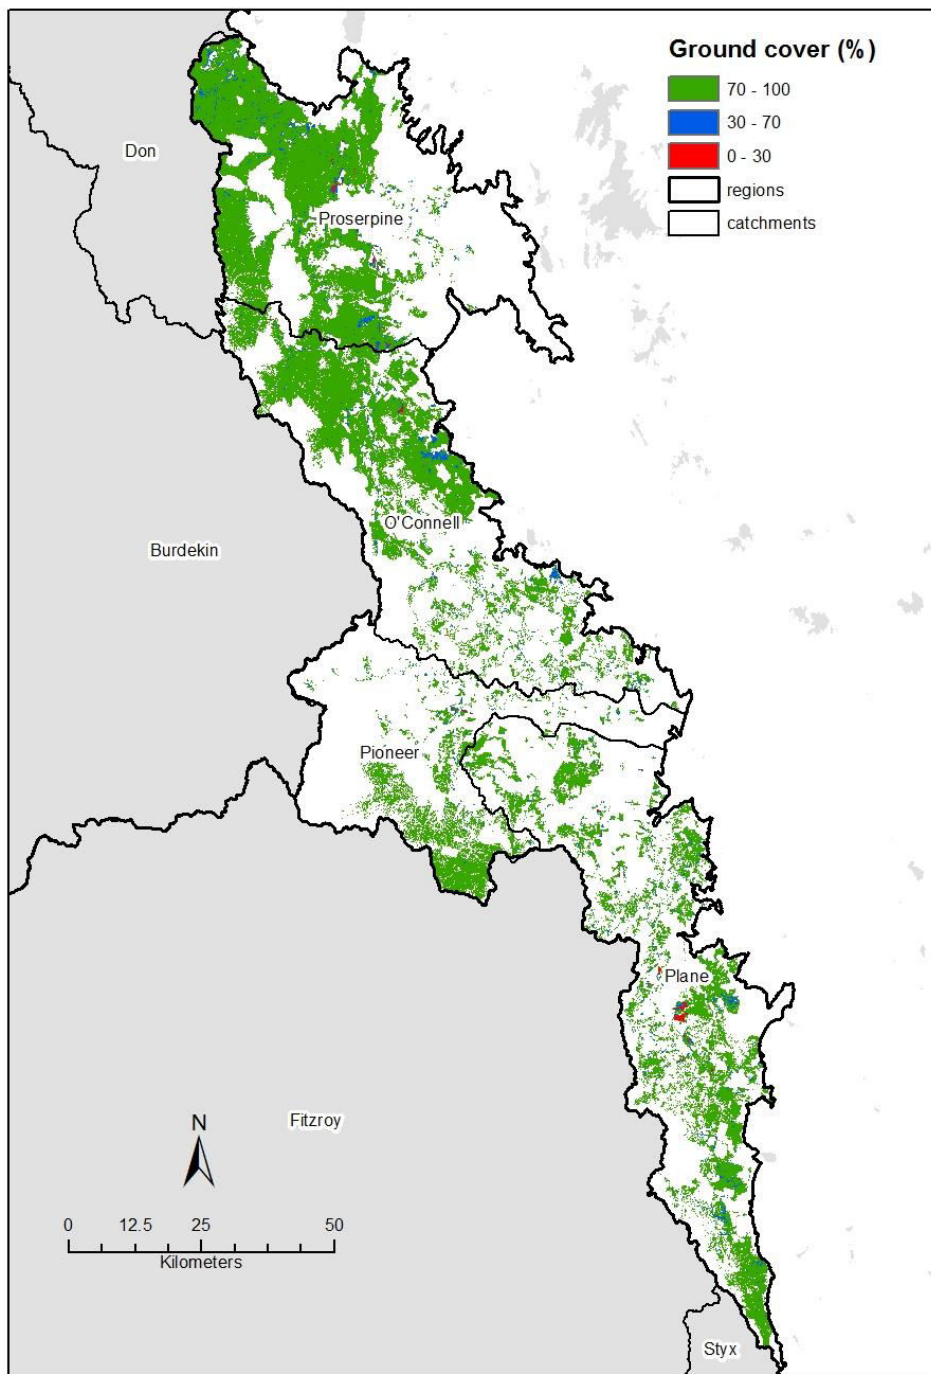 Ground cover (%)
70 - 100
30 - 70
0 - 30
regions
catchments
Don
Proserpine
O'Connell
Burdekin
Pioneer
Plane
Fitzroy
N
0 12.5 25 50
Kilometers
Styx